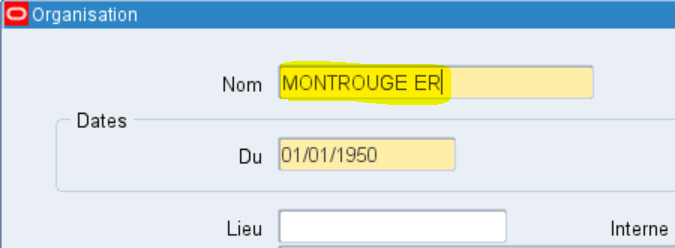 Organisation
Nom MONTROUGE ER
Dates
Du 01/01/1950
Lieu Interne